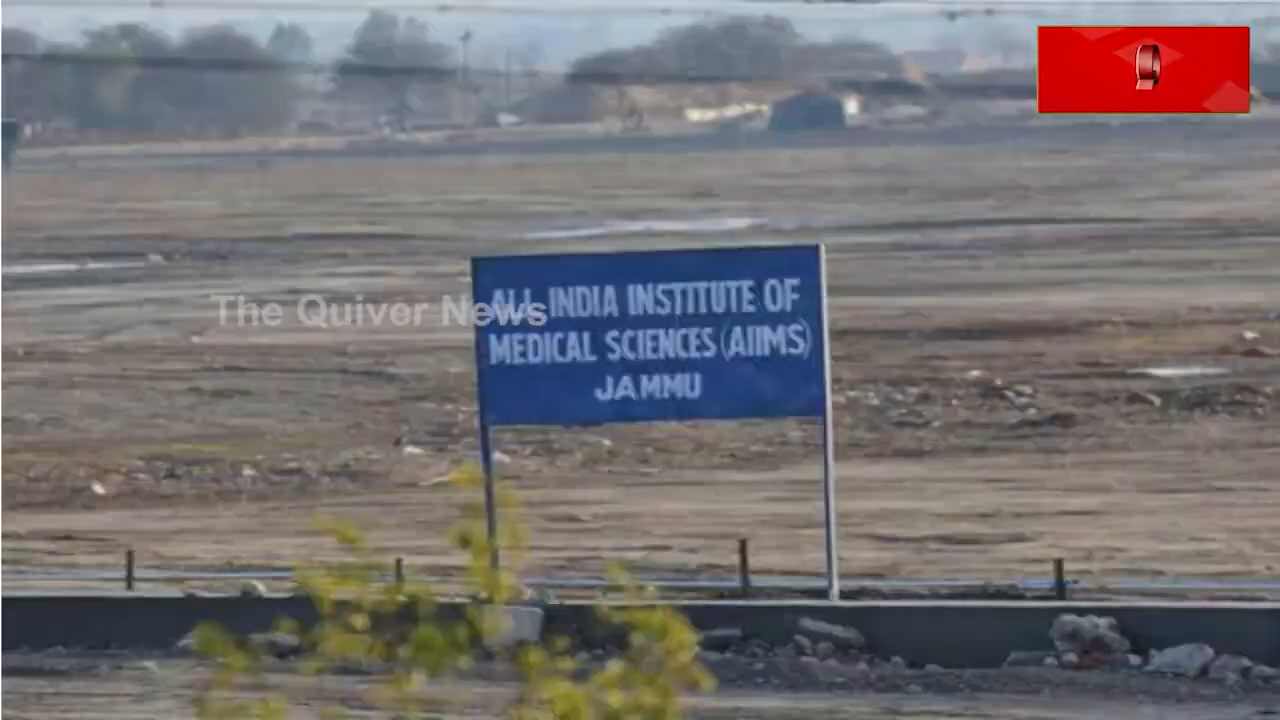 The Quiver News
ALL INDIA INSTITUTE OF
MEDICAL SCIENCES (AIIMS)
JAMMU